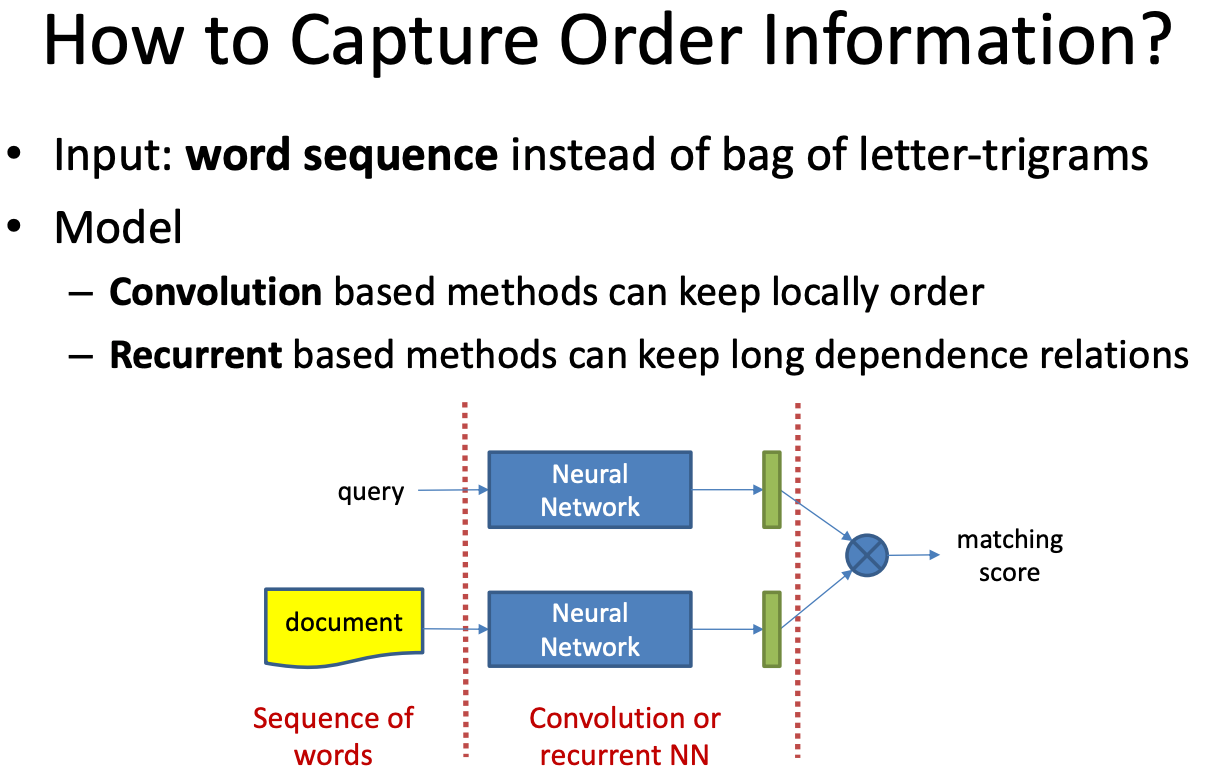 How to Capture Order Information?
• Input: word sequence instead of bag of letter-trigrams
• Model
– Convolution based methods can keep locally order
– Recurrent based methods can keep long dependence relations
query
Neural
Network
matching
score
document
Neural
Network
Sequence of
words
Convolution or
recurrent NN